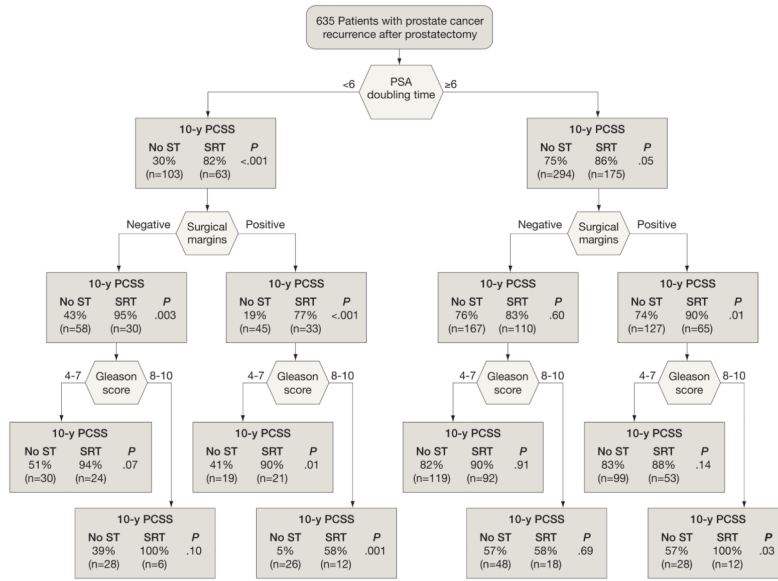 635 Patients with prostate cancer
recurrence after prostatectomy
<6
PSA
doubling time
≥6
10-y PCSS
No ST SRT P
30% 82% <.001
(n=103) (n=63)
10-y PCSS
No ST SRT P
75% 86% .05
(n=294) (n=175)
Negative
Surgical
margins
Positive
Negative
Surgical
margins
Positive
10-y PCSS
No ST SRT P
43% 95% .003
(n=58) (n=30)
10-y PCSS
No ST SRT P
19% 77% <.001
(n=45) (n=33)
10-y PCSS
No ST SRT P
76% 83% .60
(n=167) (n=110)
10-y PCSS
No ST SRT P
74% 90% .01
(n=127) (n=65)
4-7
Gleason
score
8-10
4-7
Gleason
score
8-10
4-7
Gleason
score
8-10
4-7
Gleason
score
8-10
10-y PCSS
No ST SRT P
51% 94% .07
(n=30) (n=24)
10-y PCSS
No ST SRT P
41% 90% .01
(n=19) (n=21)
10-y PCSS
No ST SRT P
82% 90% .91
(n=119) (n=92)
10-y PCSS
No ST SRT P
83% 88% .14
(n=99) (n=53)
10-y PCSS
No ST SRT P
39% 100% .10
(n=28) (n=6)
10-y PCSS
No ST SRT P
5% 58% .001
(n=26) (n=12)
10-y PCSS
No ST SRT P
57% 58% .69
(n=48) (n=18)
10-y PCSS
No ST SRT P
57% 100% .03
(n=28) (n=12)